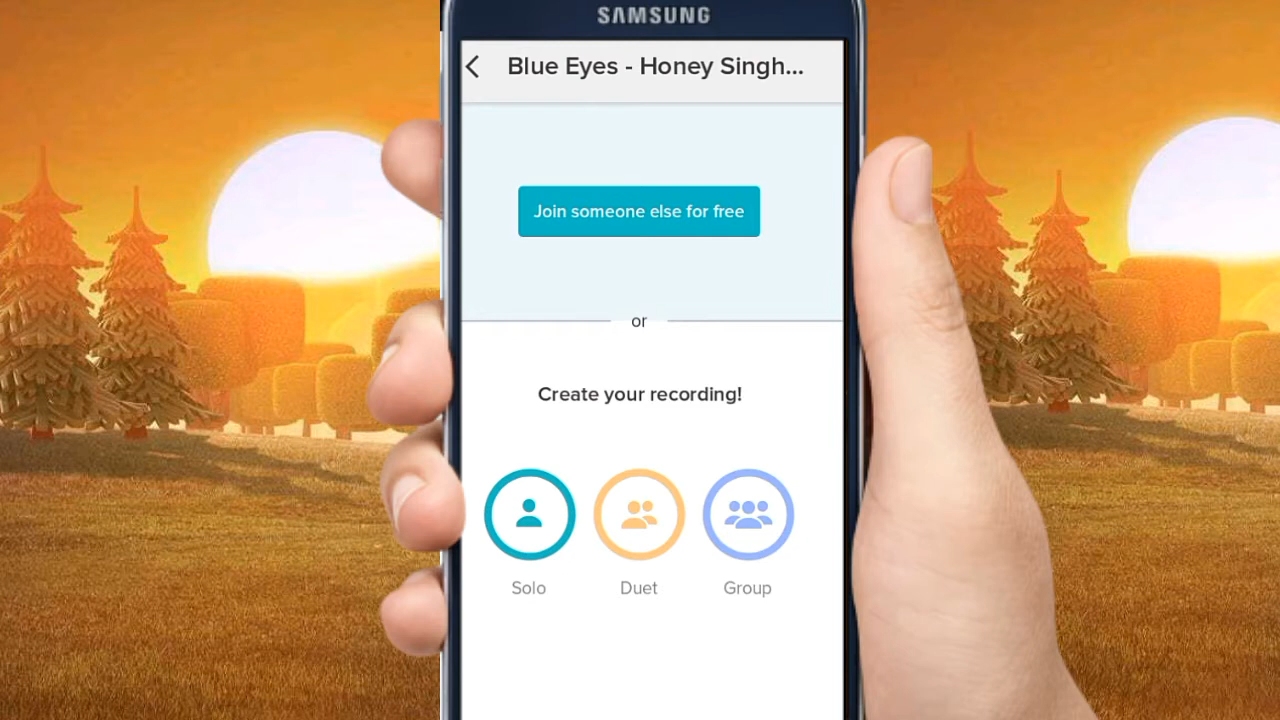 SAMSUNG
Blue Eyes - Honey Singh...
Join someone else for free
or
Create your recording!
Solo
Duet
Group